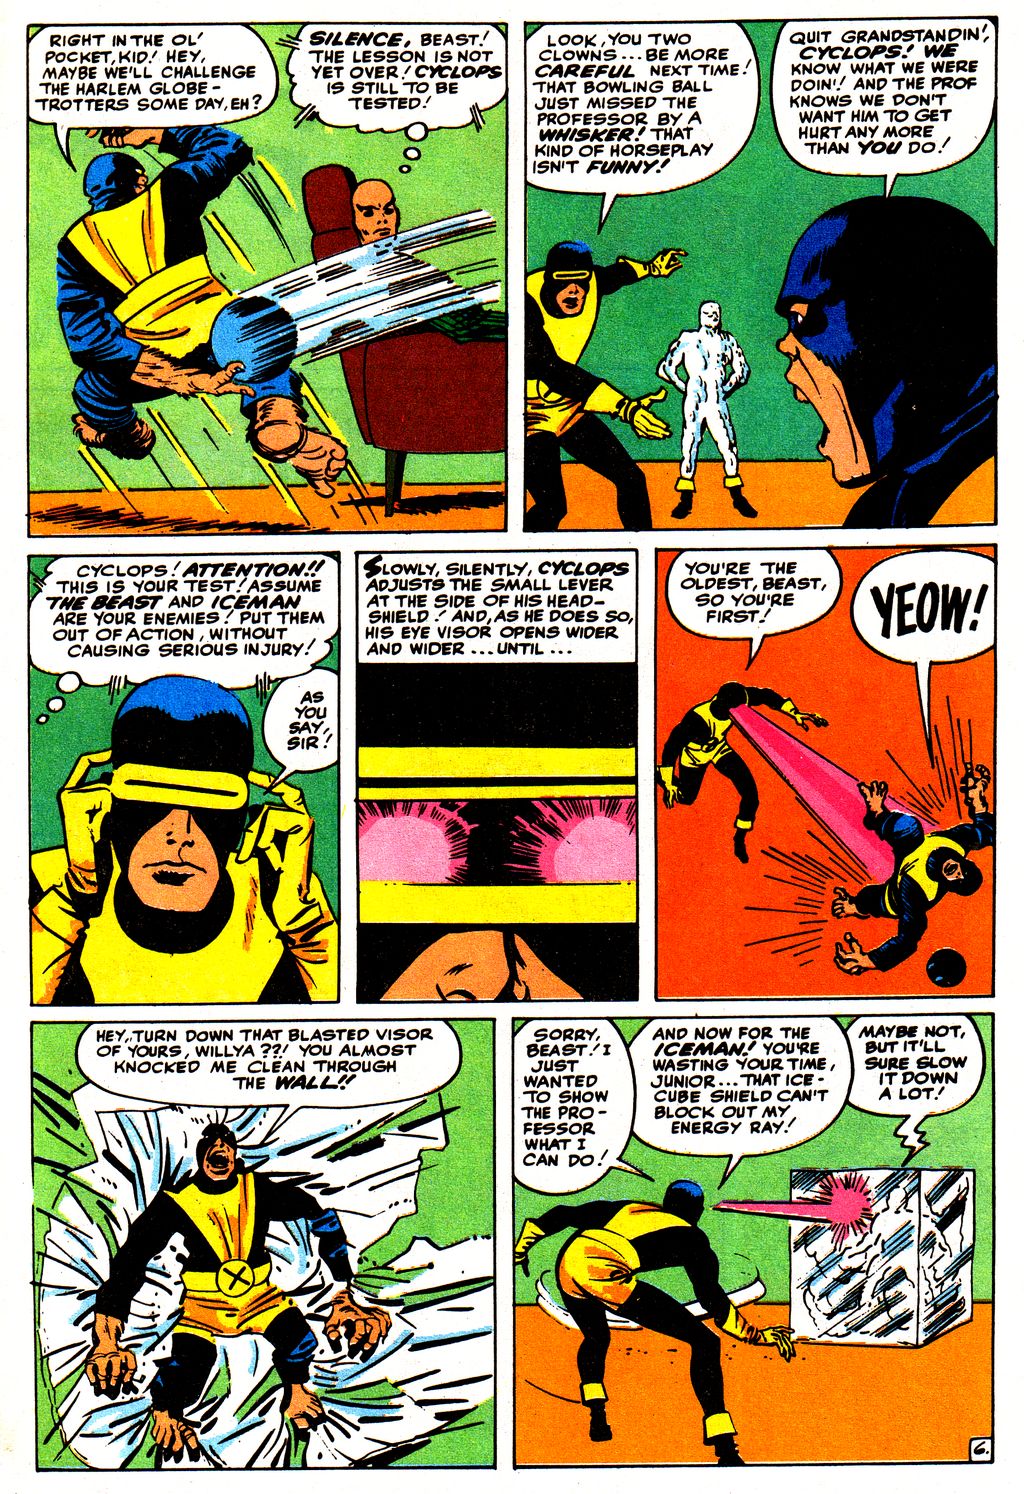 RIGHT IN THE OL'
POCKET, KID! HEY,
MAYBE WE'LL CHALLENGE
THE HARLEM GLOBE-
TROTTERS SOME DAY, EH?
SILENCE, BEAST!
THE LESSON IS NOT
YET OVER! CYCLOPS
IS STILL TO BE
TESTED!
LOOK, YOU TWO
CLOWNS...BE MORE
CAREFUL NEXT TIME!
THAT BOWLING BALL
JUST MISSED THE
PROFESSOR BY A
WHISKER! THAT
KIND OF HORSEPLAY
ISN'T FUNNY!
QUIT GRANDSTANDIN',
CYCLOPS! WE
KNOW WHAT WE WERE
DOIN'! AND THE PROF
KNOWS WE DON'T
WANT HIM TO GET
HURT ANY MORE
THAN YOU DO!
CYCLOPS! ATTENTION!!
THIS IS YOUR TEST! ASSUME
THE BEAST AND ICEMAN
ARE YOUR ENEMIES! PUT THEM
OUT OF ACTION, WITHOUT
CAUSING SERIOUS INJURY!
AS
YOU
SAY,
SIR!
SLOWLY, SILENTLY, CYCLOPS
ADJUSTS THE SMALL LEVER
AT THE SIDE OF HIS HEAD-
SHIELD! AND, AS HE DOES SO,
HIS EYE VISOR OPENS WIDER
AND WIDER...UNTIL...
YOU'RE THE
OLDEST, BEAST,
SO YOU'RE
FIRST!
YEOW!
HEY, TURN DOWN THAT BLASTED VISOR
OF YOURS, WILLYA??! YOU ALMOST
KNOCKED ME CLEAN THROUGH
THE WALL!!
SORRY,
BEAST! I
JUST
WANTED
TO SHOW
THE PRO-
FESSOR
WHAT I
CAN DO!
AND NOW FOR THE
ICEMAN! YOU'RE
WASTING YOUR TIME,
JUNIOR...THAT ICE-
CUBE SHIELD CAN'T
BLOCK OUT MY
ENERGY RAY!
MAYBE NOT,
BUT IT'LL
SURE SLOW
IT DOWN
A LOT!
X
6.